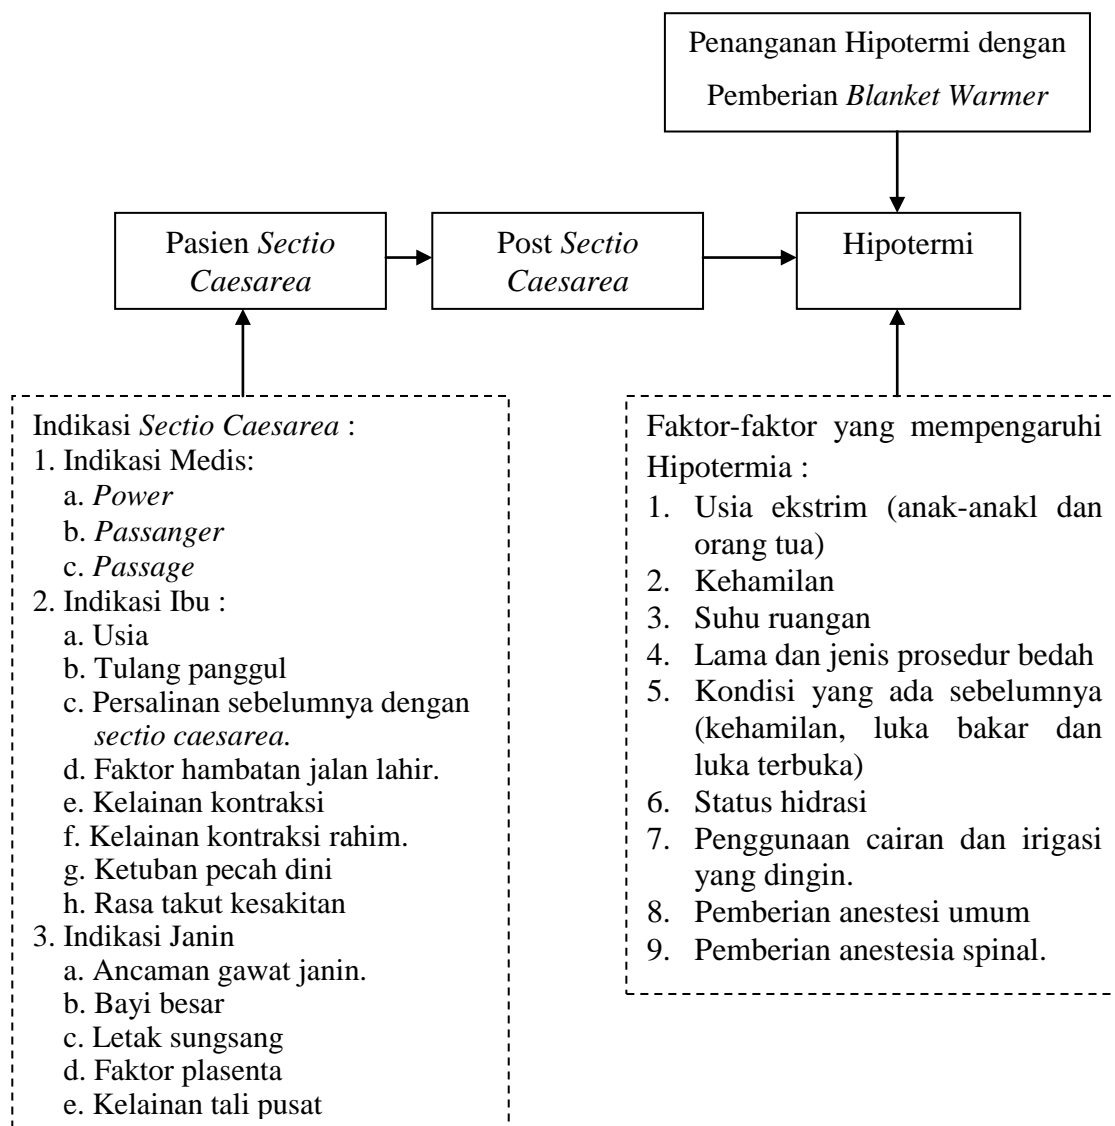 Penanganan Hipotermi dengan
Pemberian Blanket Warmer
Pasien Sectio
Caesarea
Post Sectio
Caesarea
Hipotermi
Indikasi Sectio Caesarea :
1. Indikasi Medis:
a. Power
b. Passanger
c. Passage
2. Indikasi Ibu :
a. Usia
b. Tulang panggul
c. Persalinan sebelumnya dengan
sectio caesarea.
d. Faktor hambatan jalan lahir.
e. Kelainan kontraksi
f. Kelainan kontraksi rahim.
g. Ketuban pecah dini
h. Rasa takut kesakitan
3. Indikasi Janin
a. Ancaman gawat janin.
b. Bayi besar
c. Letak sungsang
d. Faktor plasenta
e. Kelainan tali pusat
Faktor-faktor yang mempengaruhi
Hipotermia :
1. Usia ekstrim (anak-anakl dan
orang tua)
2. Kehamilan
3. Suhu ruangan
4. Lama dan jenis prosedur bedah
5. Kondisi yang ada sebelumnya
(kehamilan, luka bakar dan
luka terbuka)
6. Status hidrasi
7. Penggunaan cairan dan irigasi
yang dingin.
8. Pemberian anestesi umum
9. Pemberian anestesia spinal.